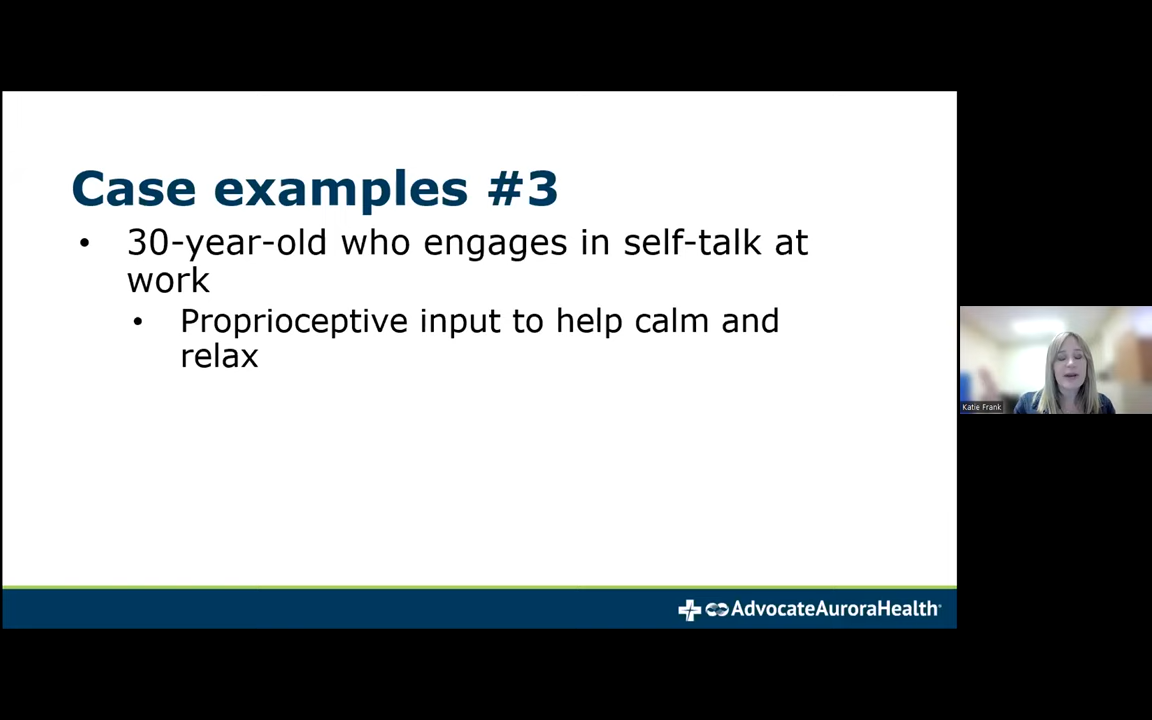 Case examples #3
• 30-year-old who engages in self-talk at
work
• Proprioceptive input to help calm and
relax
Katie Frank
AdvocateAuroraHealth®